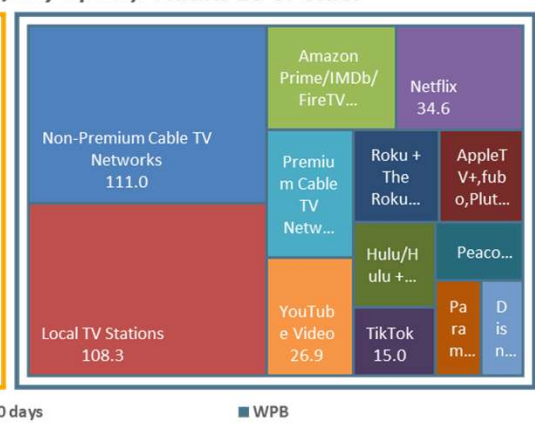 Non-Premium Cable TV
Networks
111.0
Local TV Stations
108.3
Amazon
Prime/IMDb/
FireTV...
Netflix
34.6
Premiu
m Cable
TV
Netw...
Roku +
The
Roku...
AppleT
V+,fub
o,Plut...
Hulu/H
ulu +...
Peaco...
YouTub
e Video
26.9
TikTok
15.0
Pa
ra
m...
D
is
n...
0 days
WPB